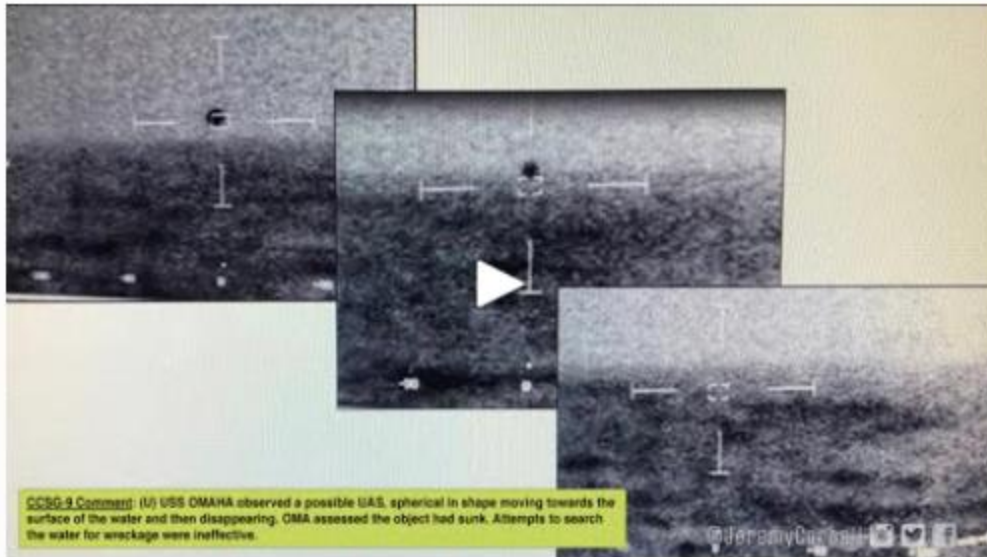 CCSG-9 Comment: (U) USS OMAHA observed a possible UAS, spherical in shape moving towards the
surface of the water and then disappearing. OMA assessed the object had sunk. Attempts to search
the water for wreckage were ineffective.
@JeremyCorbell